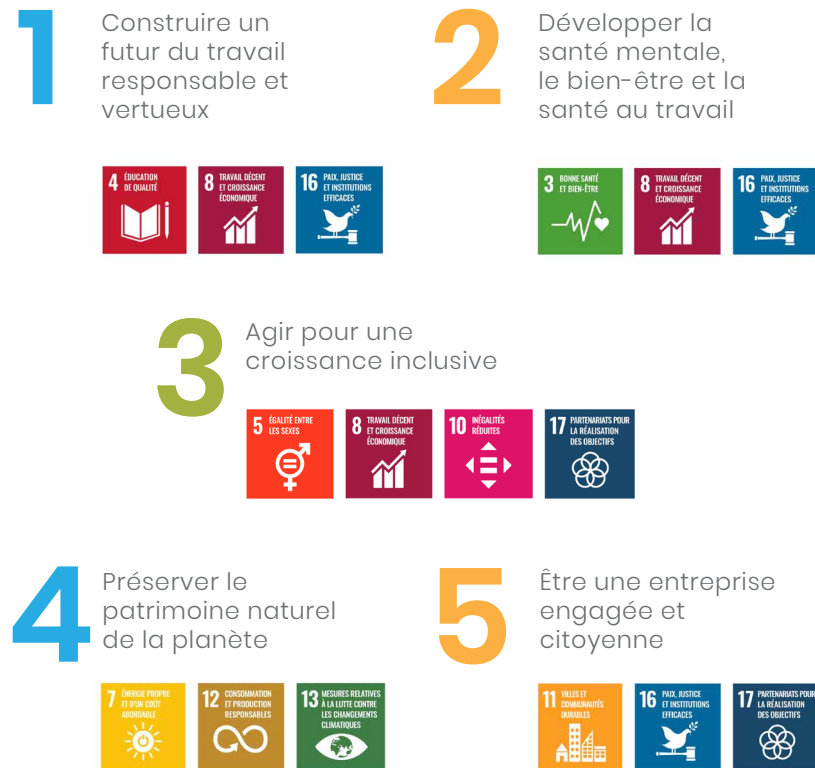 1
Construire un
futur du travail
responsable et
vertueux
4 ÉDUCATION
DE QUALITÉ
8 TRAVAIL DÉCENT
ET CROISSANCE
ÉCONOMIQUE
16 PAIX, JUSTICE
ET INSTITUTIONS
EFFICACES
2
Développer la
santé mentale,
le bien-être et la
santé au travail
3 BONNE SANTÉ
ET BIEN-ÊTRE
8 TRAVAIL DÉCENT
ET CROISSANCE
ÉCONOMIQUE
16 PAIX, JUSTICE
ET INSTITUTIONS
EFFICACES
3
Agir pour une
croissance inclusive
5 ÉGALITÉ ENTRE
LES SEXES
8 TRAVAIL DÉCENT
ET CROISSANCE
ÉCONOMIQUE
10 INÉGALITÉS
RÉDUITES
17 PARTENARIATS POUR
LA RÉALISATION
DES OBJECTIFS
4
Préserver le
patrimoine naturel
de la planète
7 ÉNERGIE PROPRE
ET D'UN COÛT
ABORDABLE
12 CONSOMMATION
ET PRODUCTION
RESPONSABLES
13 MESURES RELATIVES
À LA LUTTE CONTRE
LES CHANGEMENTS
CLIMATIQUES
5
Être une entreprise
engagée et
citoyenne
11 VILLES ET
COMMUNAUTÉS
DURABLES
16 PAIX, JUSTICE
ET INSTITUTIONS
EFFICACES
17 PARTENARIATS POUR
LA RÉALISATION
DES OBJECTIFS